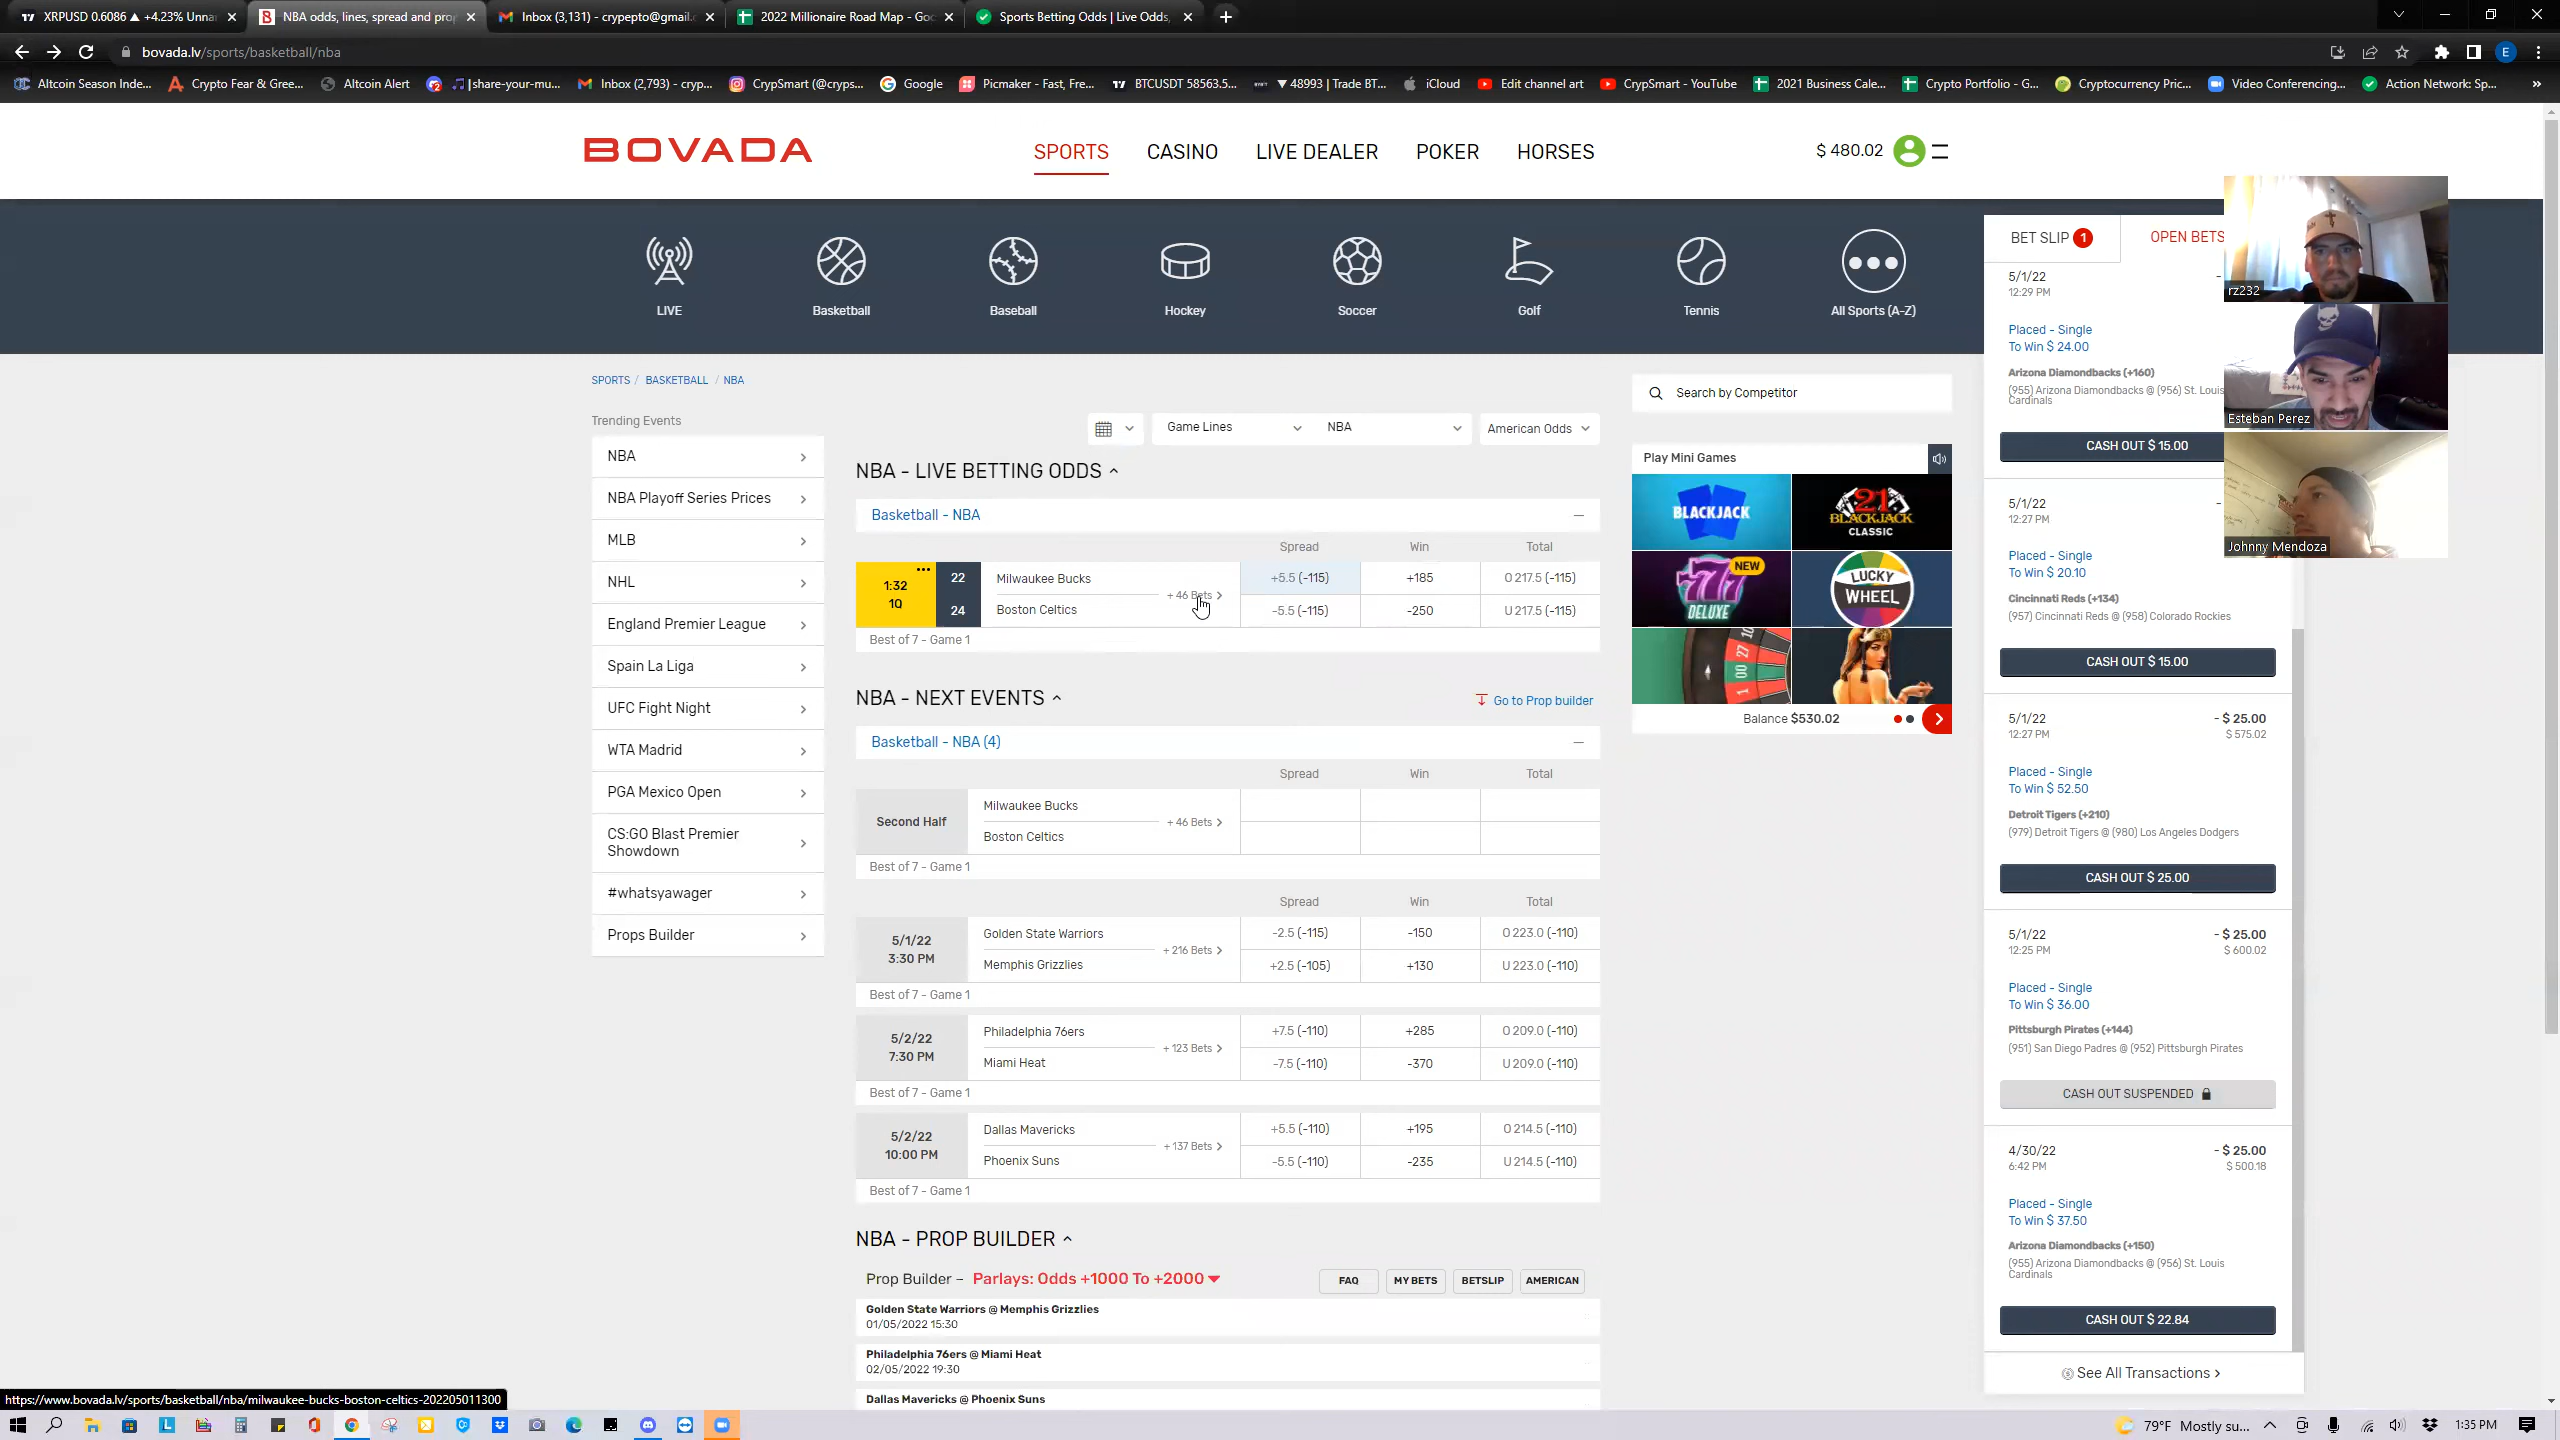 XRPUSD 0.6086 ▲ +4.23% Unna
NBA odds, lines, spread and pro
Inbox (3,131) - crypepto@gmail.c
2022 Millionaire Road Map - Goo
Sports Betting Odds | Live Odds,
bovada.lv/sports/basketball/nba
Altcoin Season Inde...
Crypto Fear & Gree...
Altcoin Alert
|share-your-mu...
Inbox (2,793) - cryp...
CrypSmart (@cryps...
Google
Picmaker - Fast, Fre...
BTCUSDT 58563.5...
▼ 48993 | Trade BT...
iCloud
Edit channel art
CrypSmart - YouTube
2021 Business Cale...
Crypto Portfolio - G...
Cryptocurrency Pric...
Video Conferencing...
Action Network: Sp...
BOVADA
SPORTS CASINO LIVE DEALER POKER HORSES
$ 480.02
LIVE Basketball Baseball Hockey Soccer Golf Tennis All Sports (A-Z)
SPORTS / BASKETBALL / NBA
Trending Events
NBA
NBA Playoff Series Prices
MLB
NHL
England Premier League
Spain La Liga
UFC Fight Night
WTA Madrid
PGA Mexico Open
CS:GO Blast Premier
Showdown
#whatsyawager
Props Builder
Game Lines NBA American Odds
NBA - LIVE BETTING ODDS
Basketball - NBA
Spread Win Total
1:32
1Q
22 Milwaukee Bucks +5.5 (-115) +185 O 217.5 (-115)
+ 46 Bets
24 Boston Celtics -5.5 (-115) -250 U 217.5 (-115)
Best of 7 - Game 1
NBA - NEXT EVENTS
Go to Prop builder
Basketball - NBA (4)
Spread Win Total
Second Half
Milwaukee Bucks
+ 46 Bets
Boston Celtics
Best of 7 - Game 1
Spread Win Total
5/1/22
3:30 PM
Golden State Warriors -2.5 (-115) -150 O 223.0 (-110)
+ 216 Bets
Memphis Grizzlies +2.5 (-105) +130 U 223.0 (-110)
Best of 7 - Game 1
5/2/22
7:30 PM
Philadelphia 76ers +7.5 (-110) +285 O 209.0 (-110)
+ 123 Bets
Miami Heat -7.5 (-110) -370 U 209.0 (-110)
Best of 7 - Game 1
5/2/22
10:00 PM
Dallas Mavericks +5.5 (-110) +195 O 214.5 (-110)
+ 137 Bets
Phoenix Suns -5.5 (-110) -235 U 214.5 (-110)
Best of 7 - Game 1
NBA - PROP BUILDER
Prop Builder – Parlays: Odds +1000 To +2000
FAQ MY BETS BETSLIP AMERICAN
Golden State Warriors @ Memphis Grizzlies
01/05/2022 15:30
Philadelphia 76ers @ Miami Heat
02/05/2022 19:30
Dallas Mavericks @ Phoenix Suns
Search by Competitor
Play Mini Games
BLACKJACK
21
BLACKJACK
CLASSIC
NEW
777
DELUXE
LUCKY
WHEEL
Balance $530.02
BET SLIP 1
OPEN BETS
5/1/22 -
12:29 PM
Placed - Single
To Win $ 24.00
Arizona Diamondbacks (+160)
(955) Arizona Diamondbacks @ (956) St. Louis
Cardinals
CASH OUT $ 15.00
5/1/22 -
12:27 PM
Placed - Single
To Win $ 20.10
Cincinnati Reds (+134)
(957) Cincinnati Reds @ (958) Colorado Rockies
CASH OUT $ 15.00
5/1/22 - $ 25.00
12:27 PM $ 575.02
Placed - Single
To Win $ 52.50
Detroit Tigers (+210)
(979) Detroit Tigers @ (980) Los Angeles Dodgers
CASH OUT $ 25.00
5/1/22 - $ 25.00
12:25 PM $ 600.02
Placed - Single
To Win $ 36.00
Pittsburgh Pirates (+144)
(951) San Diego Padres @ (952) Pittsburgh Pirates
CASH OUT SUSPENDED
4/30/22 - $ 25.00
6:42 PM $ 500.18
Placed - Single
To Win $ 37.50
Arizona Diamondbacks (+150)
(955) Arizona Diamondbacks @ (956) St. Louis
Cardinals
CASH OUT $ 22.84
See All Transactions
rz232
Esteban Perez
Johnny Mendoza
https://www.bovada.lv/sports/basketball/nba/milwaukee-bucks-boston-celtics-202205011300
79°F Mostly su...
1:35 PM